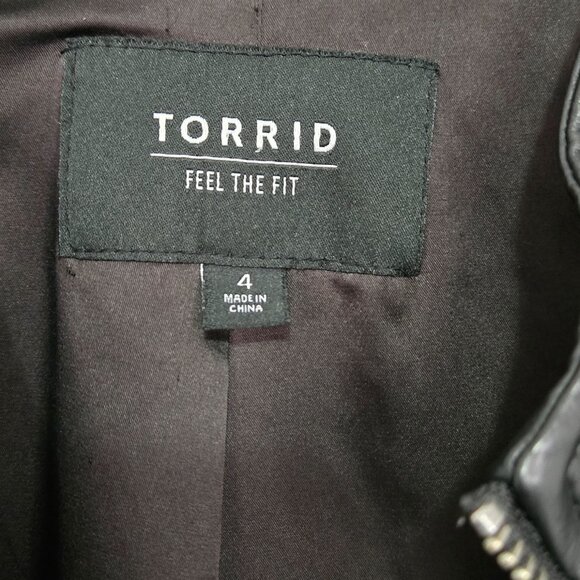 TORRID
FEEL THE FIT
4
MADE IN
CHINA